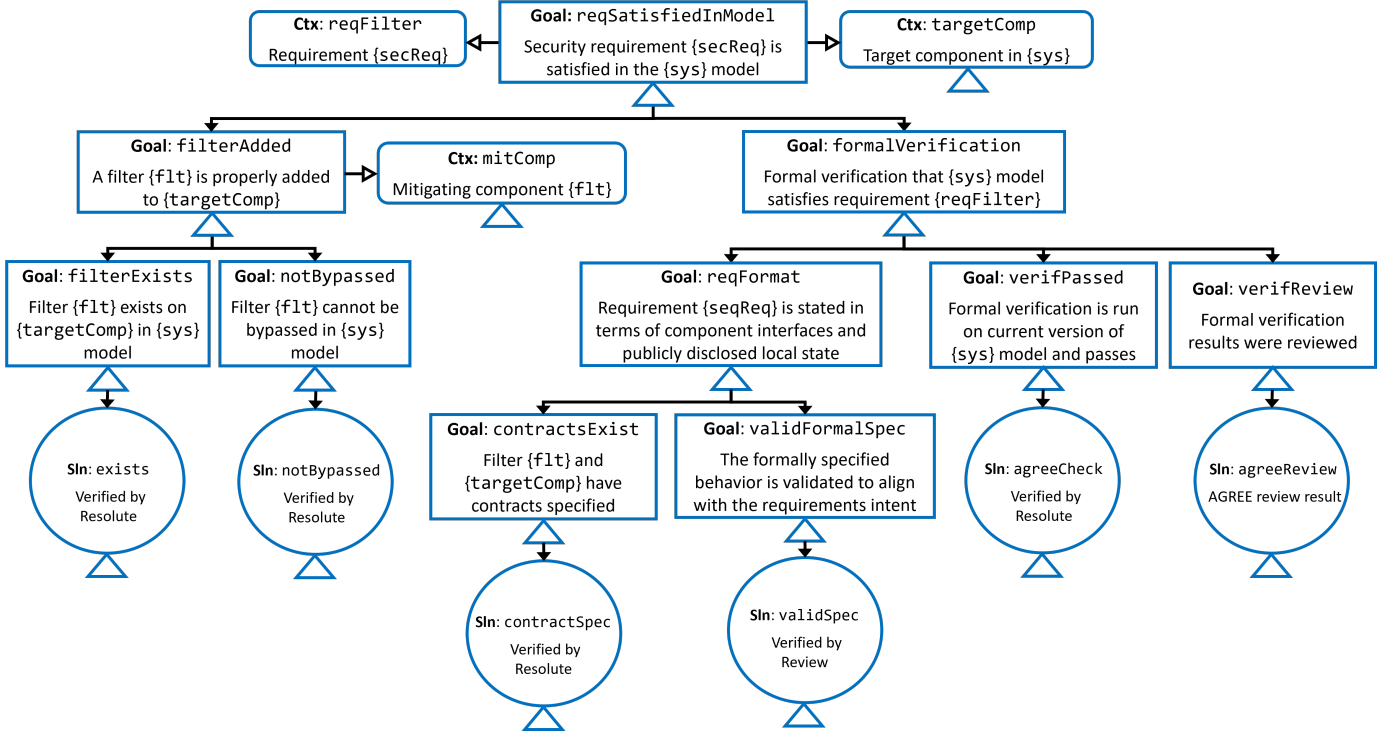 Ctx: reqFilter
Requirement {secReq}
Goal: reqSatisfiedInModel
Security requirement {secReq} is
satisfied in the {sys} model
Ctx: targetComp
Target component in {sys}
Goal: filterAdded
A filter {flt} is properly added
to {targetComp}
Ctx: mitComp
Mitigating component {flt}
Goal: formalVerification
Formal verification that {sys} model
satisfies requirement {reqFilter}
Goal: filterExists
Filter {flt} exists on
{targetComp} in {sys}
model
Goal: notBypassed
Filter {flt} cannot be
bypassed in {sys}
model
Goal: reqFormat
Requirement {seqReq} is stated in
terms of component interfaces and
publicly disclosed local state
Goal: verifPassed
Formal verification is run
on current version of
{sys} model and passes
Goal: verifReview
Formal verification
results were reviewed
Goal: contractsExist
Filter {flt} and
{targetComp} have
contracts specified
Goal: validFormalSpec
The formally specified
behavior is validated to align
with the requirements intent
Sln: exists
Verified by
Resolute
Sln: notBypassed
Verified by
Resolute
Sln: agreeCheck
Verified by
Resolute
Sln: agreeReview
AGREE review result
Sln: contractSpec
Verified by
Resolute
Sln: validSpec
Verified by
Review